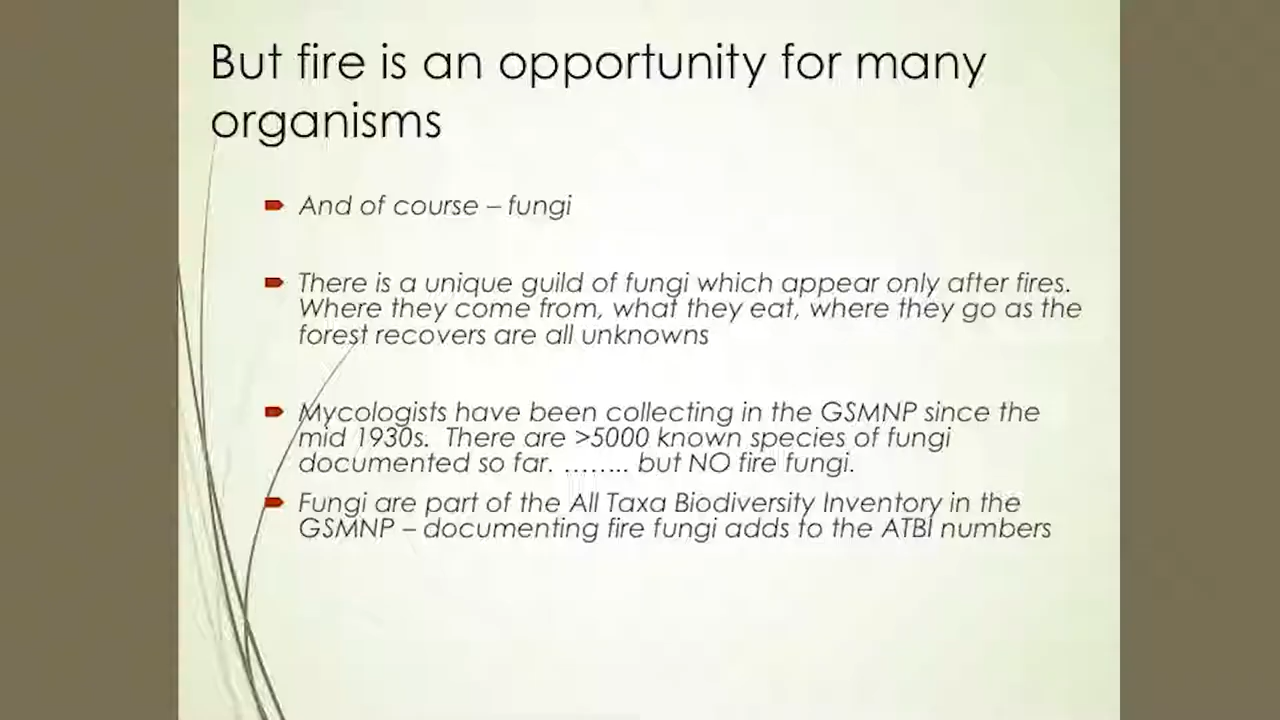 But fire is an opportunity for many
organisms
And of course – fungi
There is a unique guild of fungi which appear only after fires.
Where they come from, what they eat, where they go as the
forest recovers are all unknowns
Mycologists have been collecting in the GSMNP since the
mid 1930s.  There are >5000 known species of fungi
documented so far. …….. but NO fire fungi.
Fungi are part of the All Taxa Biodiversity Inventory in the
GSMNP – documenting fire fungi adds to the ATBI numbers